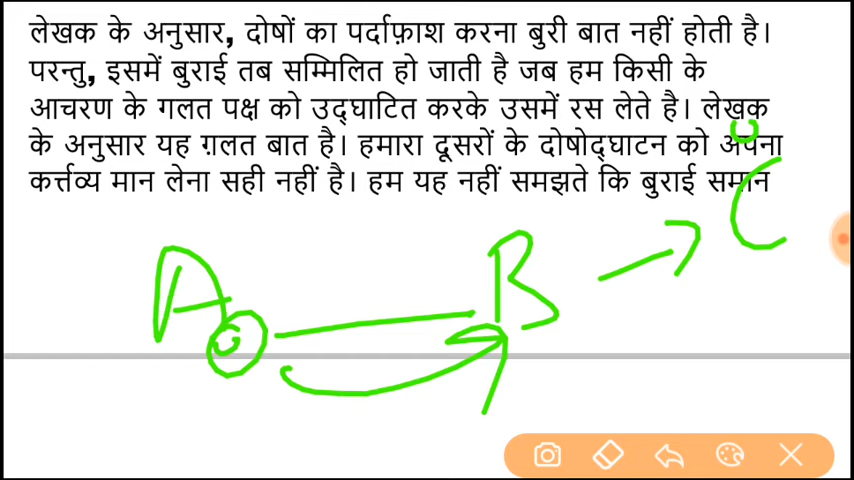 लेखक के अनुसार, दोषों का पर्दाफ़ाश करना बुरी बात नहीं होती है।
परन्तु, इसमें बुराई तब सम्मिलित हो जाती है जब हम किसी के
आचरण के गलत पक्ष को उद्घाटित करके उसमें रस लेते है। लेखक
के अनुसार यह ग़लत बात है। हमारा दूसरों के दोषोद्घाटन को अपना
कर्त्तव्य मान लेना सही नहीं है। हम यह नहीं समझते कि बुराई समान
A B C